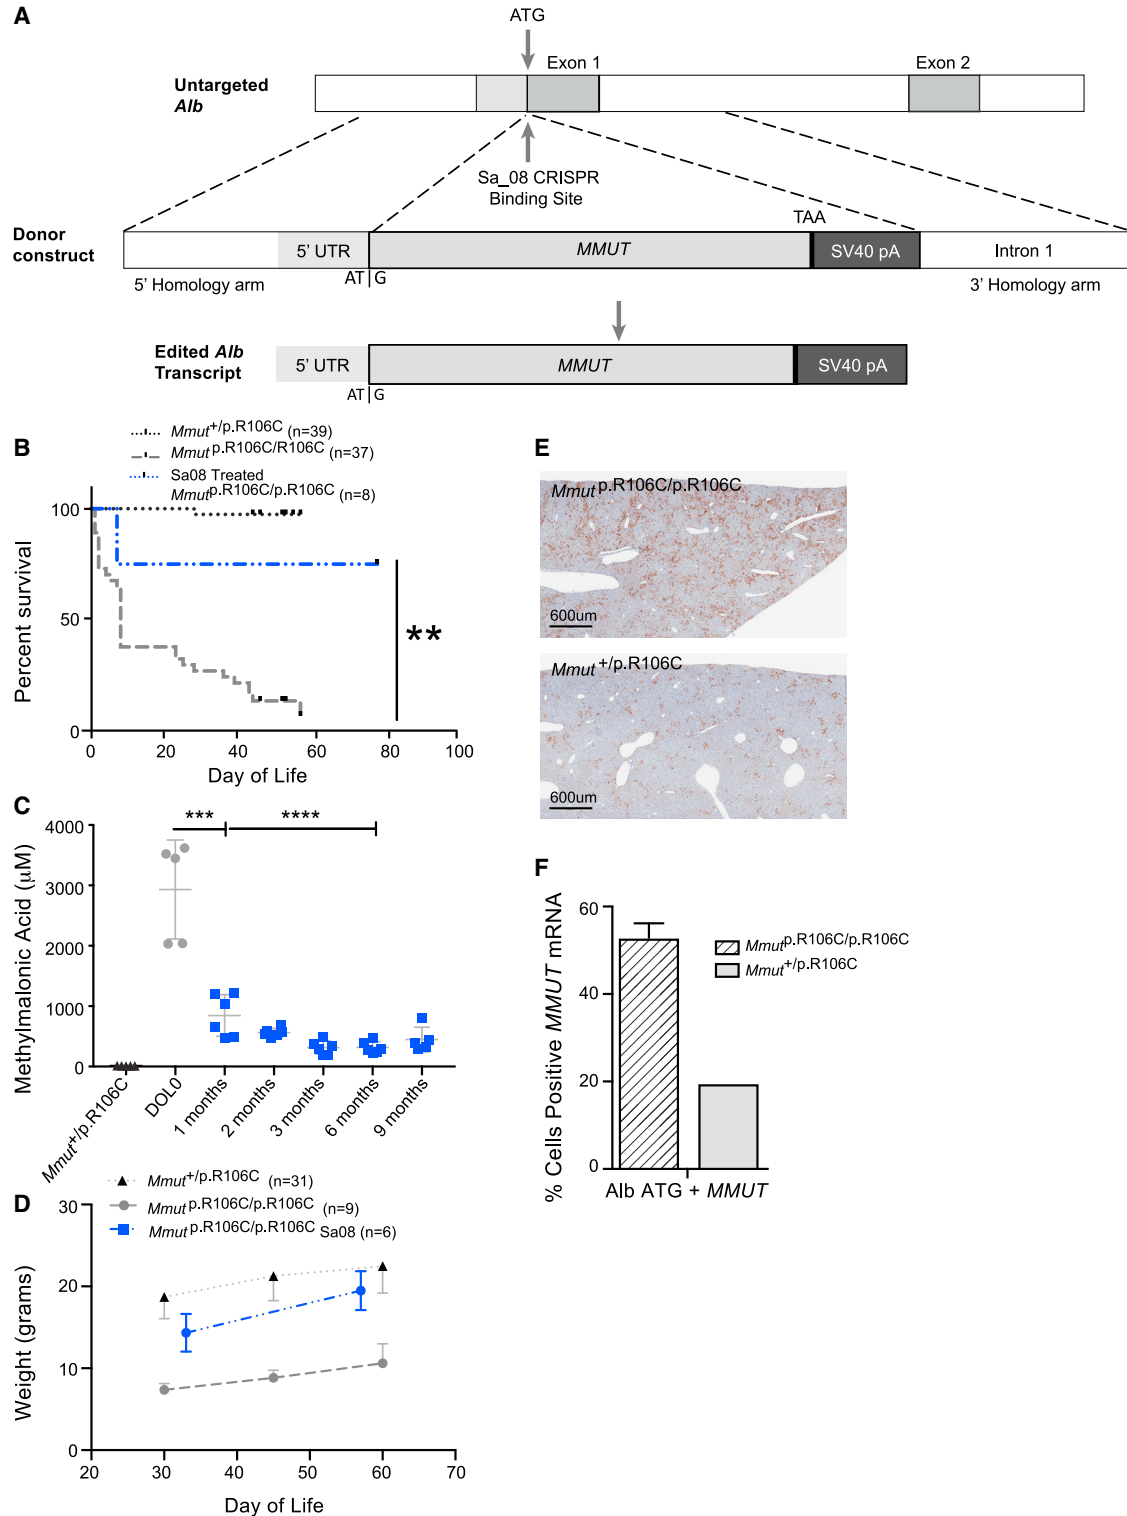 A
ATG
Exon 1
Exon 2
Untargeted
Alb
Sa_08 CRISPR
Binding Site
TAA
Donor
construct
5' UTR
MMUT
SV40 pA
Intron 1
AT|G
5' Homology arm
3' Homology arm
Edited Alb
Transcript
5' UTR
MMUT
SV40 pA
AT|G
B
Mmut+/p.R106C (n=39)
Mmut p.R106C/R106C (n=37)
Sa08 Treated
Mmut p.R106C/p.R106C (n=8)
Percent survival
100
50
0
**
0 20 40 60 80 100
Day of Life
C
Methylmalonic Acid (μM)
*** ****
4000
3000
2000
1000
0
Mmut+/p.R106C
DOL0
1 months
2 months
3 months
6 months
9 months
D
Mmut+/p.R106C (n=31)
Mmut p.R106C/p.R106C (n=9)
Mmut p.R106C/p.R106C Sa08 (n=6)
Weight (grams)
30
20
10
0
20 30 40 50 60 70
Day of Life
E
Mmut p.R106C/p.R106C
600um
Mmut +/p.R106C
600um
F
% Cells Positive MMUT mRNA
60
40
20
0
Mmut p.R106C/p.R106C
Mmut+/p.R106C
Alb ATG + MMUT